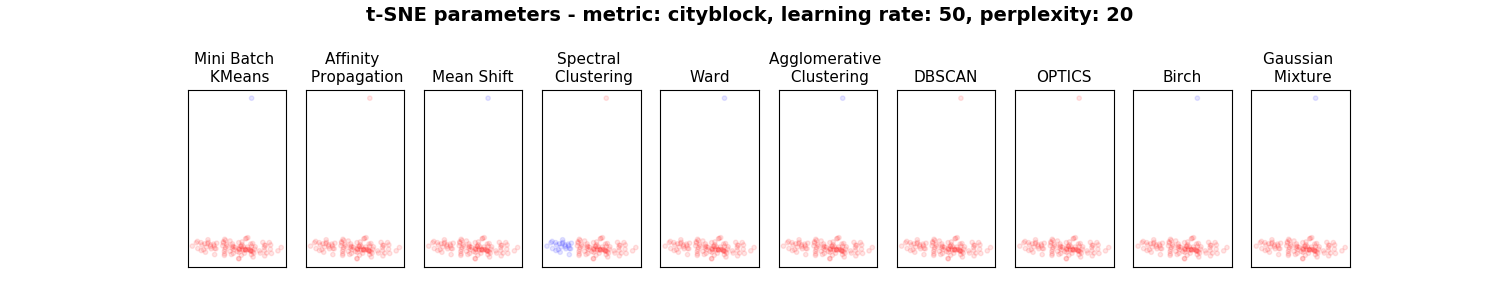 t-SNE parameters - metric: cityblock, learning rate: 50, perplexity: 20
Mini Batch
KMeans
Affinity
Propagation
Mean Shift
Spectral
Clustering
Ward
Agglomerative
Clustering
DBSCAN
OPTICS
Birch
Gaussian
Mixture